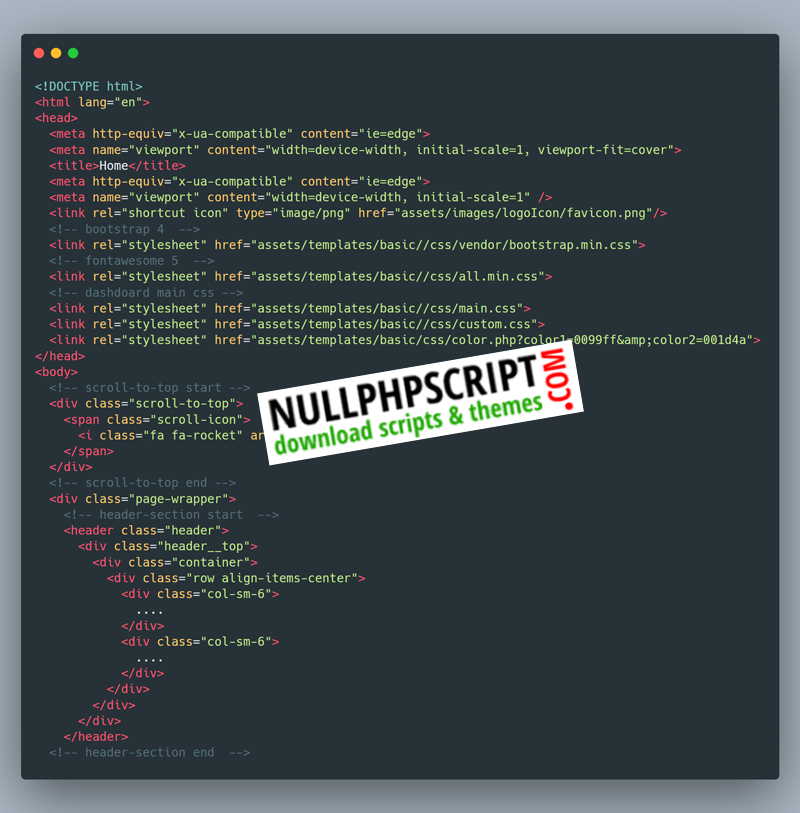 <!DOCTYPE html>
<html lang="en">
<head>
<meta http-equiv="x-ua-compatible" content="ie=edge">
<meta name="viewport" content="width=device-width, initial-scale=1, viewport-fit=cover">
<title>Home</title>
<meta http-equiv="x-ua-compatible" content="ie=edge">
<meta name="viewport" content="width=device-width, initial-scale=1" />
<link rel="shortcut icon" type="image/png" href="assets/images/logoIcon/favicon.png"/>
<!-- bootstrap 4  -->
<link rel="stylesheet" href="assets/templates/basic//css/vendor/bootstrap.min.css">
<!-- fontawesome 5  -->
<link rel="stylesheet" href="assets/templates/basic//css/all.min.css">
<!-- dashdoard main css -->
<link rel="stylesheet" href="assets/templates/basic//css/main.css">
<link rel="stylesheet" href="assets/templates/basic//css/custom.css">
<link rel="stylesheet" href="assets/templates/basic/css/color.php?color1=0099ff&amp;color2=001d4a">
</head>
<body>
<!-- scroll-to-top start -->
<div class="scroll-to-top">
<span class="scroll-icon">
<i class="fa fa-rocket" ar
</span>
</div>
<!-- scroll-to-top end -->
<div class="page-wrapper">
<!-- header-section start  -->
<header class="header">
<div class="header__top">
<div class="container">
<div class="row align-items-center">
<div class="col-sm-6">
....
</div>
<div class="col-sm-6">
....
</div>
</div>
</div>
</div>
</header>
<!-- header-section end  -->
NULLPHPSCRIPT.COM
download scripts & themes